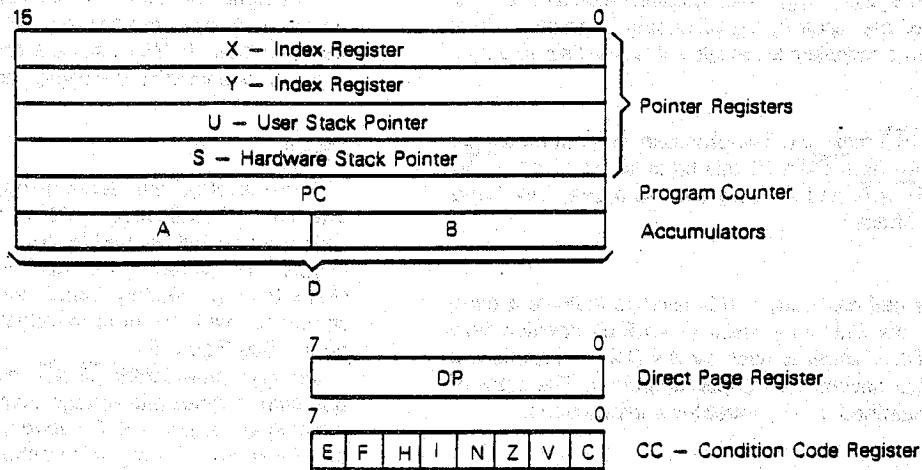 15 0
X – Index Register
Y – Index Register
U – User Stack Pointer
S – Hardware Stack Pointer
Pointer Registers
PC Program Counter
A B Accumulators
D
7 0
DP Direct Page Register
7 0
E F H I N Z V C CC – Condition Code Register